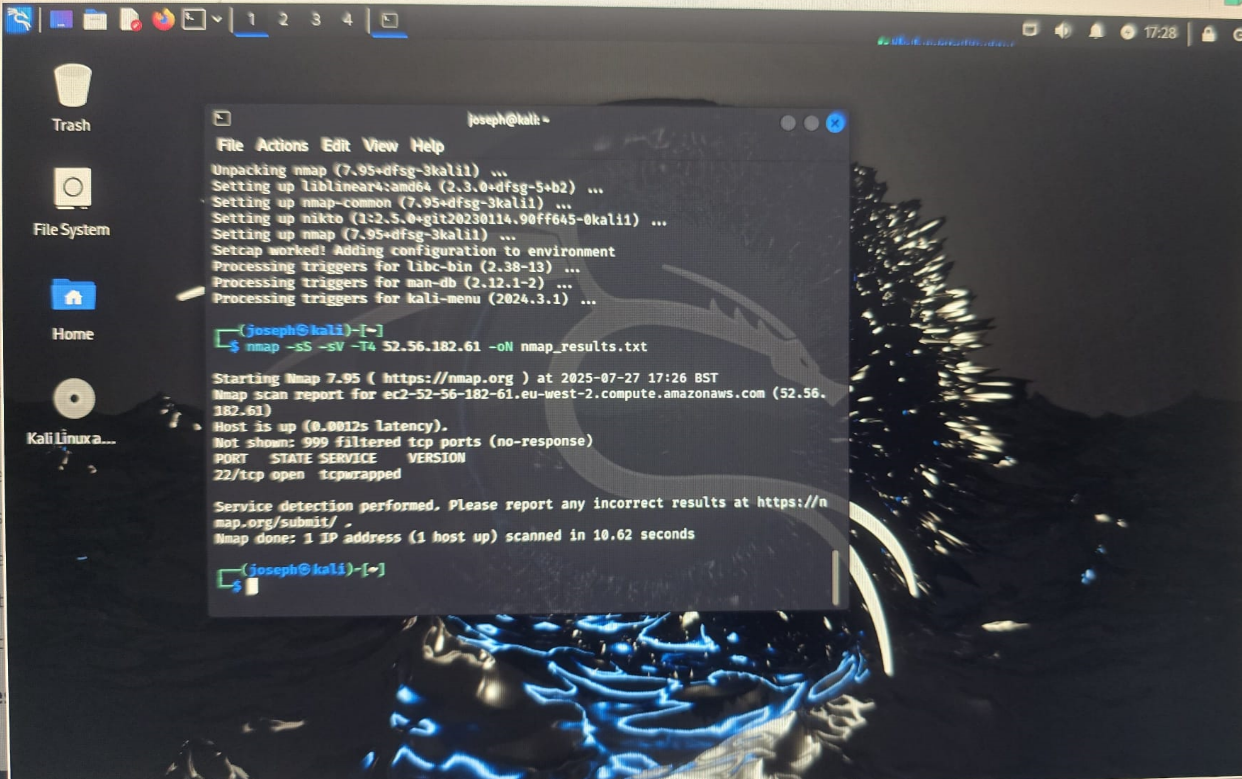 1 2 3 4
17:28
Trash
File System
Home
Kali Linux a...
joseph@kali: ~
File Actions Edit View Help
Unpacking nmap (7.95+dfsg-3kali1) ...
Setting up liblinear4:amd64 (2.3.0+dfsg-5+b2) ...
Setting up nmap-common (7.95+dfsg-3kali1) ...
Setting up nikto (1:2.5.0+git20230114.90ff645-0kali1) ...
Setting up nmap (7.95+dfsg-3kali1) ...
Setcap worked! Adding configuration to environment
Processing triggers for libc-bin (2.38-13) ...
Processing triggers for man-db (2.12.1-2) ...
Processing triggers for kali-menu (2024.3.1) ...
┌──(joseph㉿kali)-[~]
└─$ nmap -sS -sV -T4 52.56.182.61 -oN nmap_results.txt
Starting Nmap 7.95 ( https://nmap.org ) at 2025-07-27 17:26 BST
Nmap scan report for ec2-52-56-182-61.eu-west-2.compute.amazonaws.com (52.56.
182.61)
Host is up (0.0012s latency).
Not shown: 999 filtered tcp ports (no-response)
PORT   STATE SERVICE    VERSION
22/tcp open  tcpwrapped
Service detection performed. Please report any incorrect results at https://n
map.org/submit/ .
Nmap done: 1 IP address (1 host up) scanned in 10.62 seconds
┌──(joseph㉿kali)-[~]
└─$